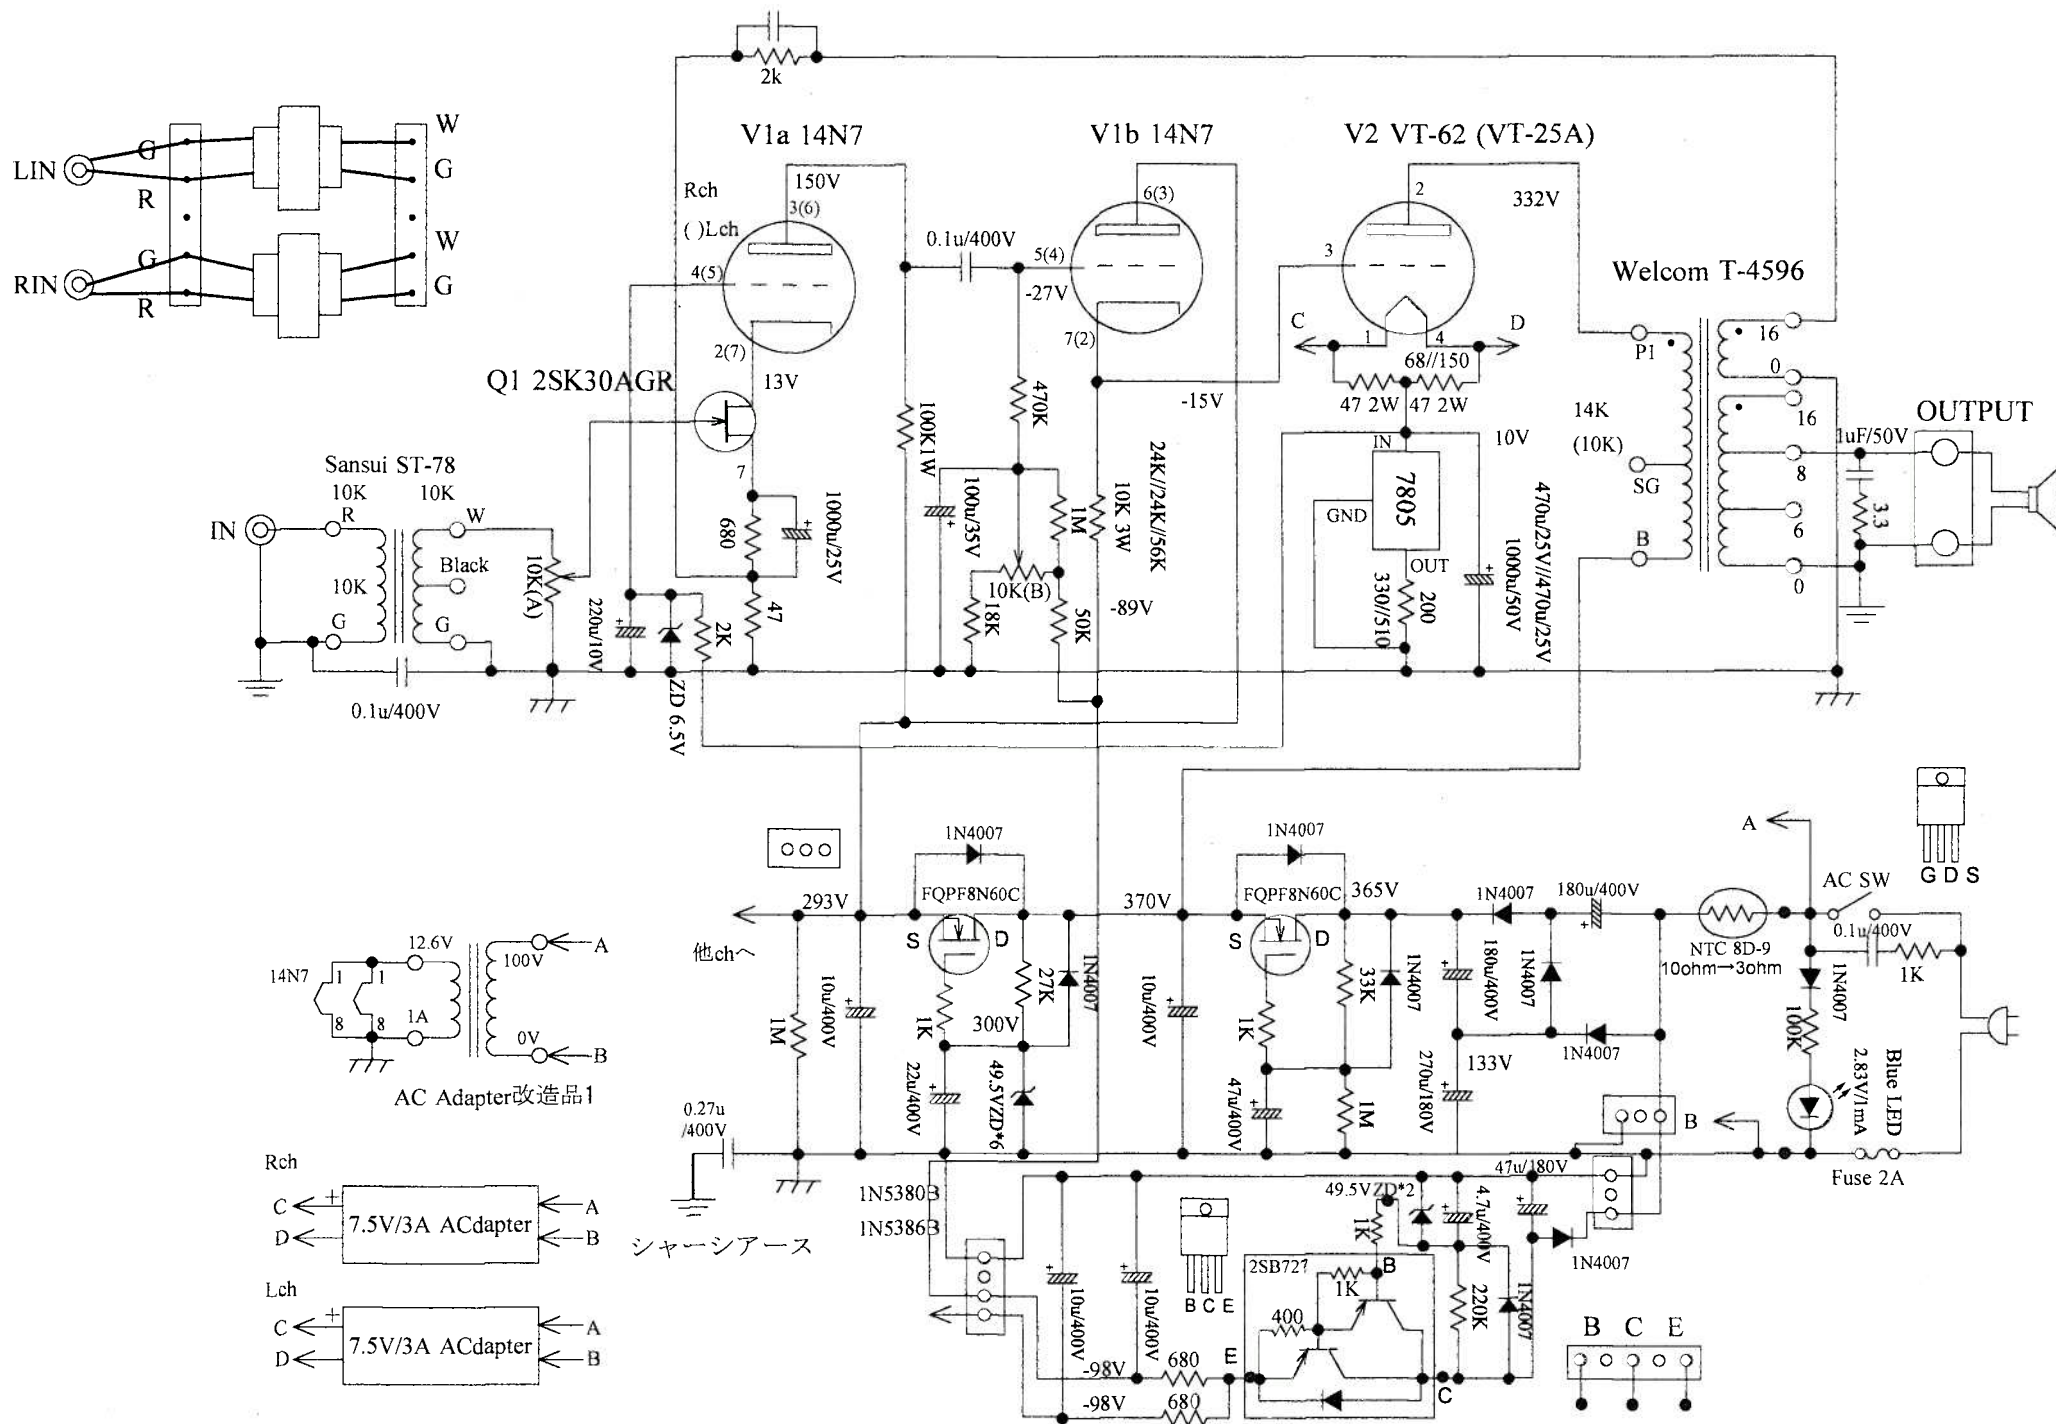 2k
V1a 14N7
V1b 14N7
V2 VT-62 (VT-25A)
LIN
G
R
W
G
RIN
G
R
W
G
Rch
( )Lch
150V
3(6)
4(5)
2(7)
13V
0.1u/400V
5(4)
-27V
6(3)
7(2)
-15V
2
332V
3
C
1
4
D
68//150
47 2W
47 2W
Welcom T-4596
P1
14K
(10K)
SG
B
16
0
16
8
6
0
OUTPUT
1uF/50V
3.3
Q1 2SK30AGR
7
680
1000u/25V
47
100K1W
470K
100u/35V
1M
10K(B)
18K
50K
10K 3W
24K//24K//56K
-89V
10V
IN
7805
GND
OUT
200
330//510
1000u/50V
470u/25V//470u/25V
Sansui ST-78
10K
10K
R
W
IN
10K
Black
G
G
10K(A)
0.1u/400V
220u/10V
2K
ZD 6.5V
1N4007
FQPF8N60C
293V
S
D
他chへ
1M
10u/400V
1K
27K
1N4007
300V
22u/400V
49.5VZD*6
370V
10u/400V
1N4007
FQPF8N60C
365V
S
D
1K
33K
1N4007
47u/400V
1M
1N4007
180u/400V
180u/400V
1N4007
1N4007
133V
270u/180V
NTC 8D-9
10ohm→3ohm
A
AC SW
0.1u/400V
1K
1N4007
100K
Blue LED
2.83V/1mA
Fuse 2A
B
G D S
12.6V
100V
A
14N7
1
1
8
8
1A
0V
B
AC Adapter改造品1
Rch
C
+
7.5V/3A ACdapter
A
D
B
Lch
C
+
7.5V/3A ACdapter
A
D
B
0.27u
/400V
シャーシアース
1N5380B
1N5386B
10u/400V
10u/400V
-98V
680
-98V
680
B C E
2SB727
1K
B
1K
400
E
C
49.5VZD*2
4.7u/400V
220K
1N4007
47u/180V
1N4007
B C E